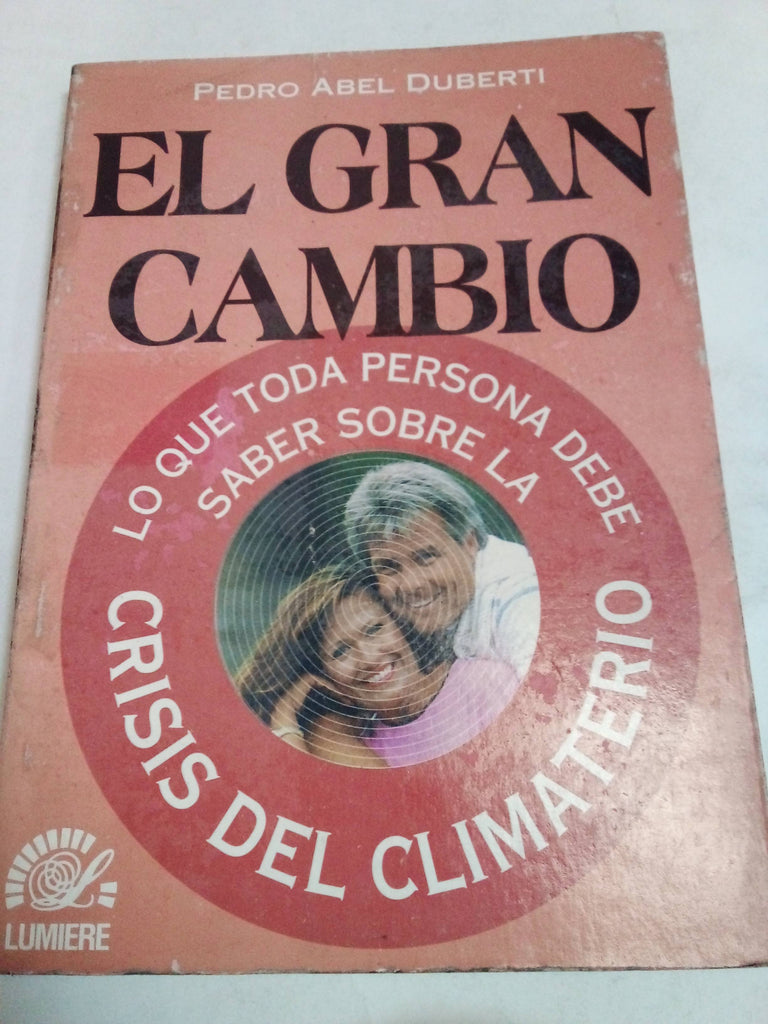 PEDRO ABEL DUBERTI
EL GRAN
CAMBIO
LO QUE TODA PERSONA DEBE
SABER SOBRE LA
CRISIS DEL CLIMATERIO
L
LUMIERE